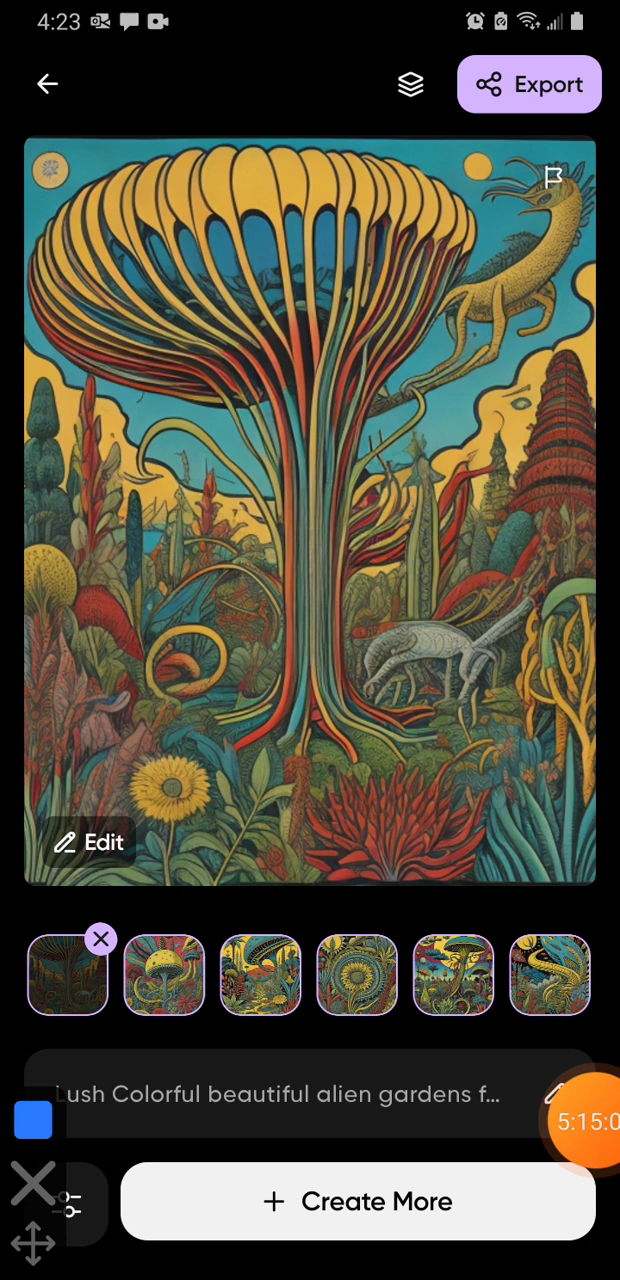 4:23
Export
Edit
Lush Colorful beautiful alien gardens f...
5:15:0
+ Create More